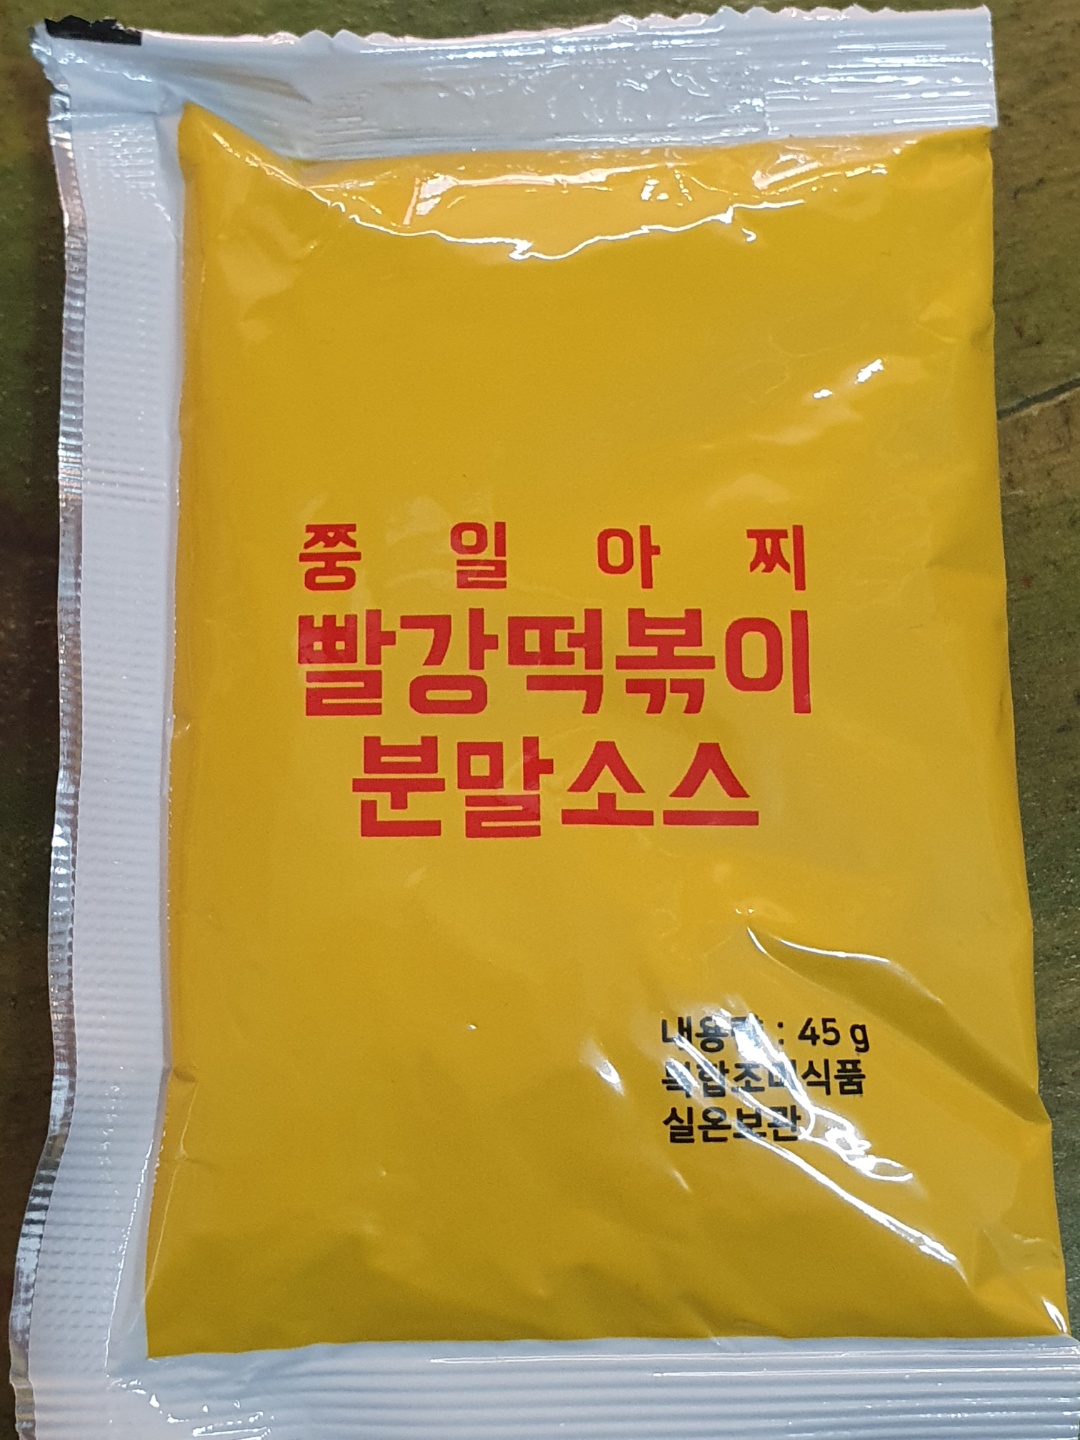 쭝 일 아 찌
빨강떡볶이
분말소스
내용량 : 45 g
복합조미식품
실온보관